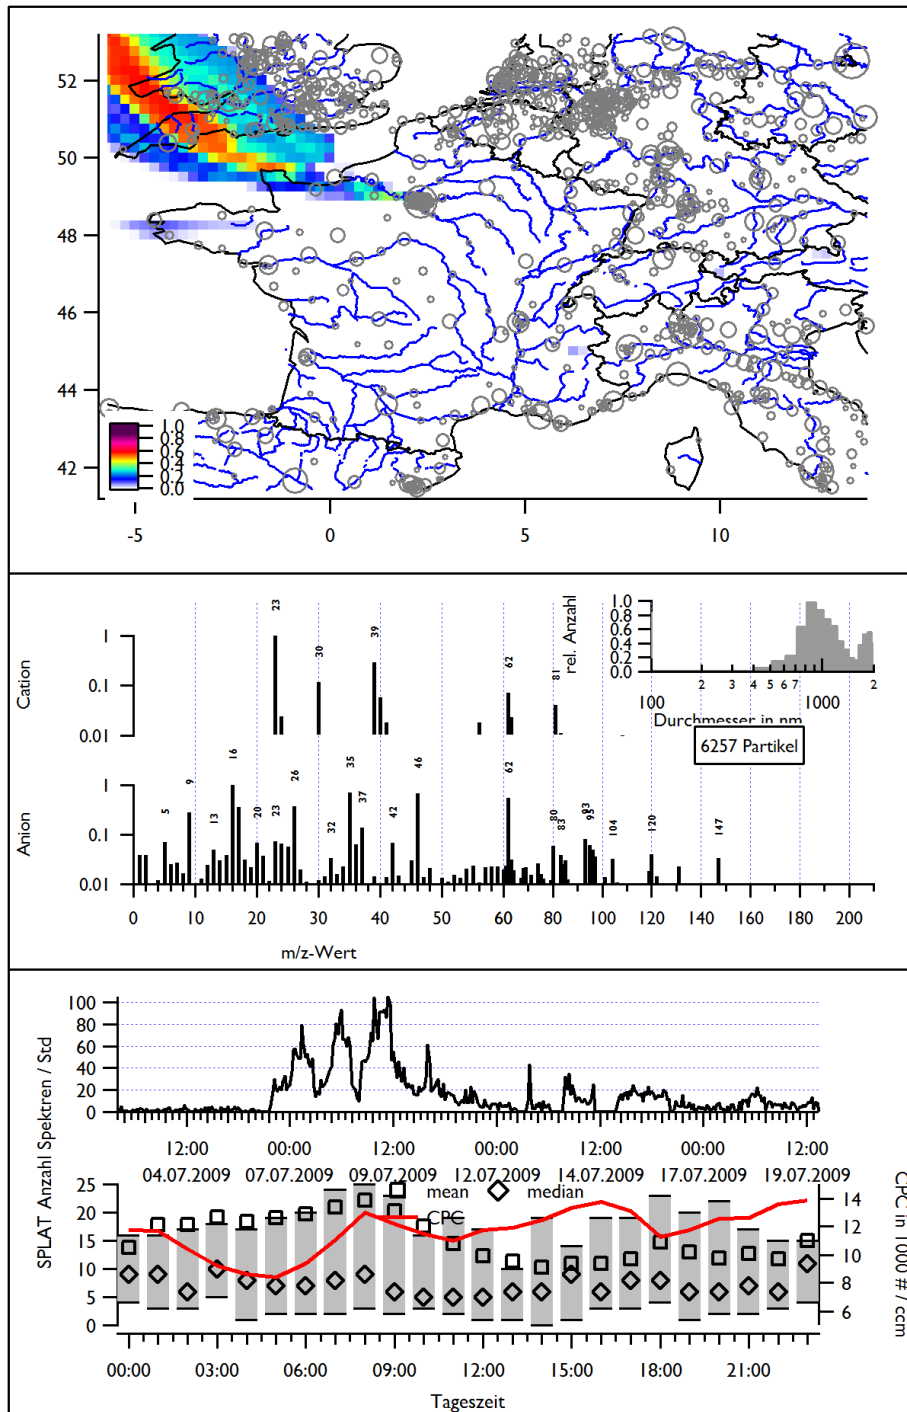 52
50
48
46
44
42
1.0
0.8
0.6
0.4
0.2
0.0
-5 0 5 10
Cation
1
0.1
0.01
23 30 39 62 81
rel. Anzahl
1.0
0.8
0.6
0.4
0.2
0.0
2 3 4 5 6 7 2
100 1000
Durchmesser in nm
6257 Partikel
Anion
1
0.1
0.01
5 9 13 16 20 23 26 32 35 37 42 46 62 80 83 93 95 104 120 147
0 10 20 30 40 50 60 80 100 120 140 160 180 200
m/z-Wert
SPLAT Anzahl Spektren / Std
100
80
60
40
20
0
12:00 00:00 12:00 00:00 12:00 00:00 12:00
04.07.2009 07.07.2009 09.07.2009 12.07.2009 14.07.2009 17.07.2009 19.07.2009
25
20
15
10
5
0
mean median
CPC
14
12
10
8
6
CPC in 1000 # / ccm
00:00 03:00 06:00 09:00 12:00 15:00 18:00 21:00
Tageszeit